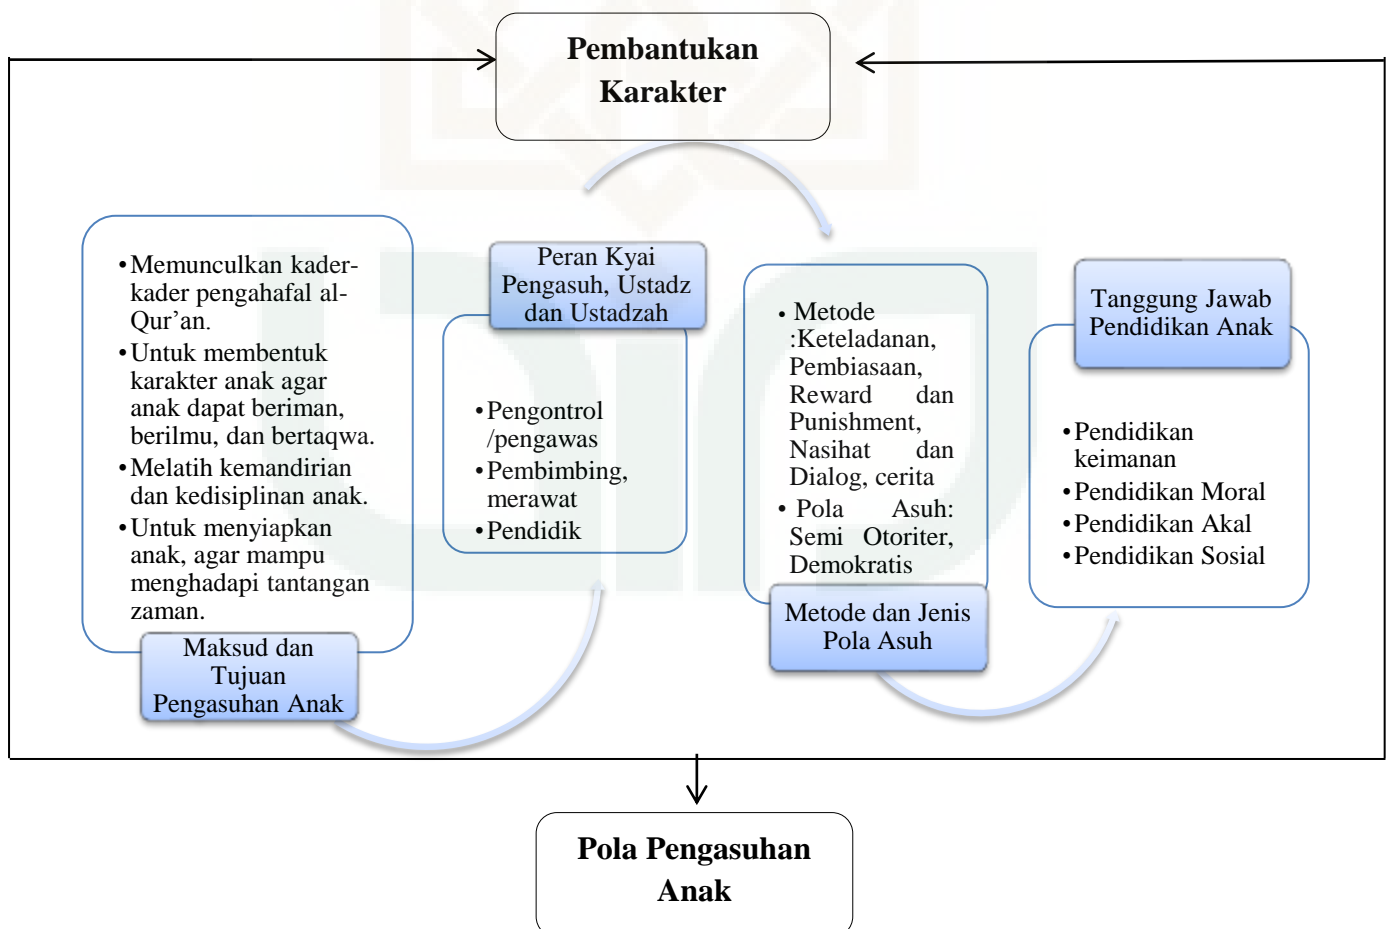 Pembantukan
Karakter
•Memunculkan kader-
kader pengahafal al-
Qur’an.
•Untuk membentuk
karakter anak agar
anak dapat beriman,
berilmu, dan bertaqwa.
•Melatih kemandirian
dan kedisiplinan anak.
•Untuk menyiapkan
anak, agar mampu
menghadapi tantangan
zaman.
Maksud dan
Tujuan
Pengasuhan Anak
Peran Kyai
Pengasuh, Ustadz
dan Ustadzah
•Pengontrol
/pengawas
•Pembimbing,
merawat
•Pendidik
• Metode
:Keteladanan,
Pembiasaan,
Reward dan
Punishment,
Nasihat dan
Dialog, cerita
• Pola Asuh:
Semi Otoriter,
Demokratis
Metode dan Jenis
Pola Asuh
Tanggung Jawab
Pendidikan Anak
•Pendidikan
keimanan
•Pendidikan Moral
•Pendidikan Akal
•Pendidikan Sosial
Pola Pengasuhan
Anak